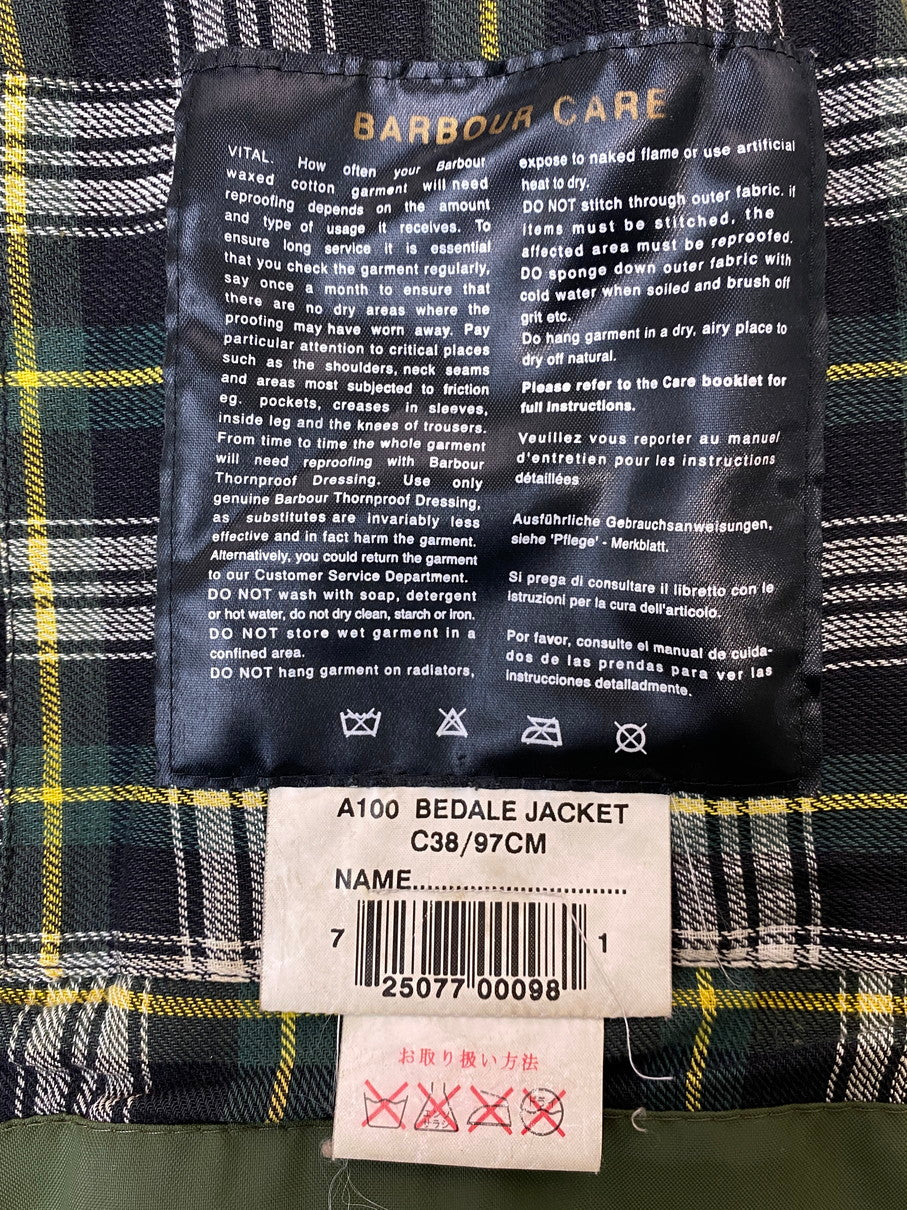 BARBOUR CARE
VITAL. How often your Barbour
waxed cotton garment will need
reproofing depends on the amount
and type of usage it receives. To
ensure long service it is essential
that you check the garment regularly,
say once a month to ensure that
there are no dry areas where the
proofing may have worn away. Pay
particular attention to critical places
such as the shoulders, neck seams
and areas most subjected to friction
eg. pockets, creases in sleeves,
inside leg and the knees of trousers.
From time to time the whole garment
will need reproofing with Barbour
Thornproof Dressing. Use only
genuine Barbour Thornproof Dressing,
as substitutes are invariably less
effective and in fact harm the garment.
Alternatively, you could return the garment
to our Customer Service Department.
DO NOT wash with soap, detergent
or hot water, do not dry clean, starch or iron.
DO NOT store wet garment in a
confined area.
DO NOT hang garment on radiators,
expose to naked flame or use artificial
heat to dry.
DO NOT stitch through outer fabric. if
items must be stitched, the
affected area must be reproofed.
DO sponge down outer fabric with
cold water when soiled and brush off
grit etc.
Do hang garment in a dry, airy place to
dry off natural.
Please refer to the Care booklet for
full instructions.
Veuillez vous reporter au manuel
d'entretien pour les instructions
détaillées
Ausführliche Gebrauchsanweisungen,
siehe 'Pflege' - Merkblatt.
Si prega di consultare il libretto con le
istruzioni per la cura dell'articolo.
Por favor, consulte el manual de cuida-
dos de las prendas para ver las
instrucciones detalladmente.
A100 BEDALE JACKET
C38/97CM
NAME.............................
7 25077 00098 1
お取り扱い方法
エンソ サラシ ドライ